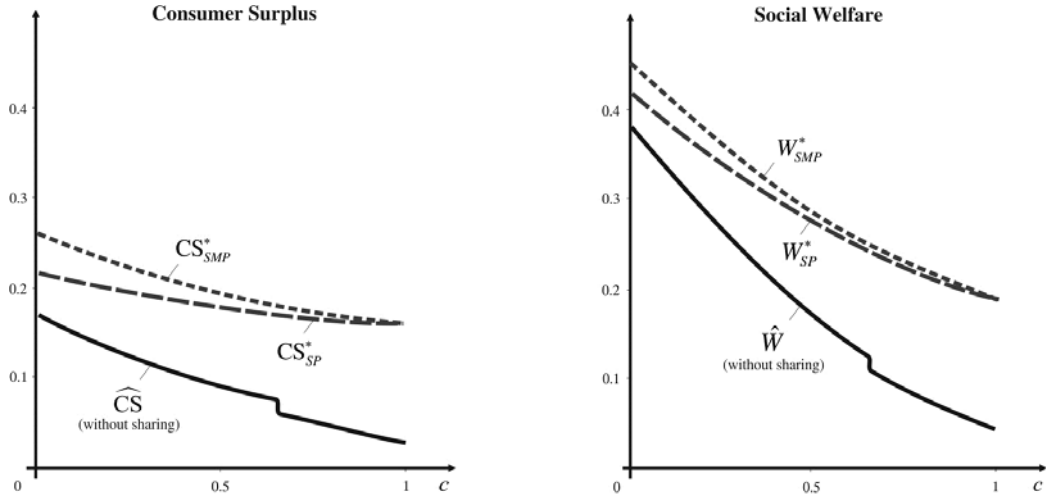 Consumer Surplus
0.4
0.3
0.2
0.1
0
0.5
1
c
CS*SMP
CS*SP
\widehat{CS}
(without sharing)
Social Welfare
0.4
0.3
0.2
0.1
0
0.5
1
c
W*SMP
W*SP
Ŵ
(without sharing)